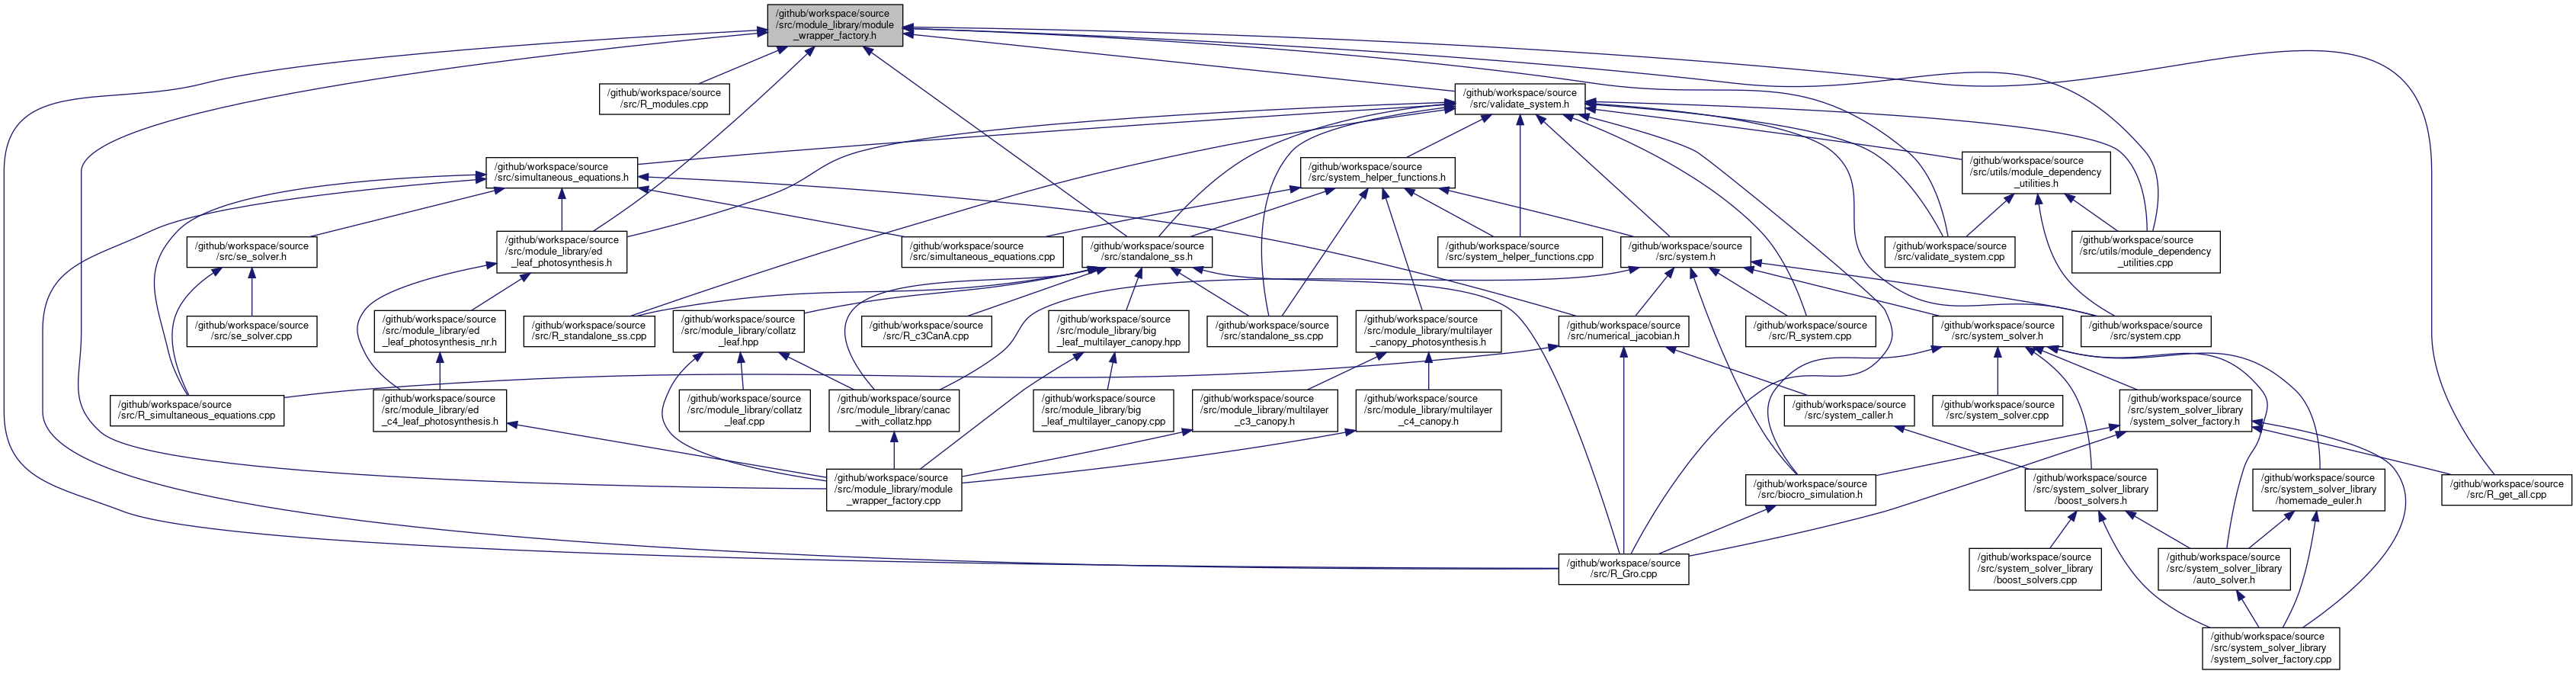 /github/workspace/source
/src/module_library/module
_wrapper_factory.h
/github/workspace/source
/src/R_modules.cpp
/github/workspace/source
/src/validate_system.h
/github/workspace/source
/src/simultaneous_equations.h
/github/workspace/source
/src/system_helper_functions.h
/github/workspace/source
/src/utils/module_dependency
_utilities.h
/github/workspace/source
/src/se_solver.h
/github/workspace/source
/src/module_library/ed
_leaf_photosynthesis.h
/github/workspace/source
/src/simultaneous_equations.cpp
/github/workspace/source
/src/standalone_ss.h
/github/workspace/source
/src/system_helper_functions.cpp
/github/workspace/source
/src/system.h
/github/workspace/source
/src/validate_system.cpp
/github/workspace/source
/src/utils/module_dependency
_utilities.cpp
/github/workspace/source
/src/se_solver.cpp
/github/workspace/source
/src/module_library/ed
_leaf_photosynthesis_nr.h
/github/workspace/source
/src/R_standalone_ss.cpp
/github/workspace/source
/src/module_library/collatz
_leaf.hpp
/github/workspace/source
/src/R_c3CanA.cpp
/github/workspace/source
/src/module_library/big
_leaf_multilayer_canopy.hpp
/github/workspace/source
/src/standalone_ss.cpp
/github/workspace/source
/src/module_library/multilayer
_canopy_photosynthesis.h
/github/workspace/source
/src/numerical_jacobian.h
/github/workspace/source
/src/R_system.cpp
/github/workspace/source
/src/system_solver.h
/github/workspace/source
/src/system.cpp
/github/workspace/source
/src/R_simultaneous_equations.cpp
/github/workspace/source
/src/module_library/ed
_c4_leaf_photosynthesis.h
/github/workspace/source
/src/module_library/collatz
_leaf.cpp
/github/workspace/source
/src/module_library/canac
_with_collatz.hpp
/github/workspace/source
/src/module_library/big
_leaf_multilayer_canopy.cpp
/github/workspace/source
/src/module_library/multilayer
_c3_canopy.h
/github/workspace/source
/src/module_library/multilayer
_c4_canopy.h
/github/workspace/source
/src/system_caller.h
/github/workspace/source
/src/system_solver.cpp
/github/workspace/source
/src/system_solver_library
/system_solver_factory.h
/github/workspace/source
/src/module_library/module
_wrapper_factory.cpp
/github/workspace/source
/src/biocro_simulation.h
/github/workspace/source
/src/system_solver_library
/boost_solvers.h
/github/workspace/source
/src/system_solver_library
/homemade_euler.h
/github/workspace/source
/src/R_get_all.cpp
/github/workspace/source
/src/R_Gro.cpp
/github/workspace/source
/src/system_solver_library
/boost_solvers.cpp
/github/workspace/source
/src/system_solver_library
/auto_solver.h
/github/workspace/source
/src/system_solver_library
/system_solver_factory.cpp